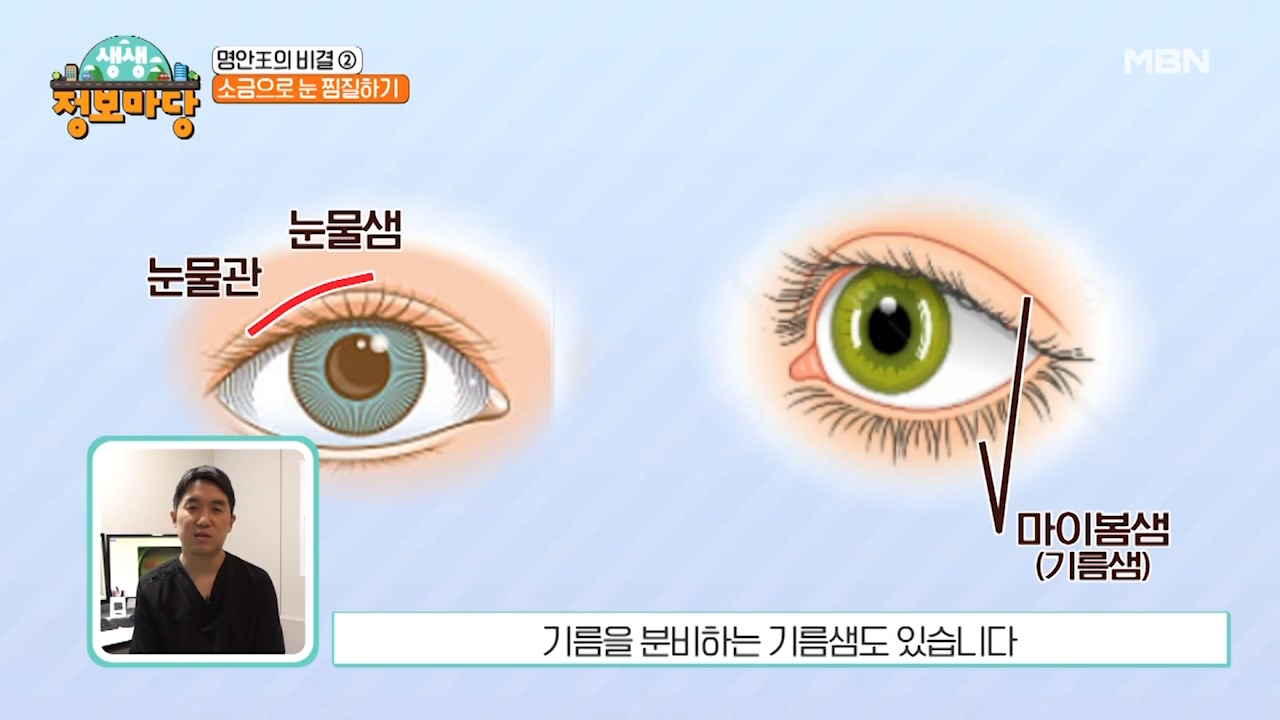 생생
정보마당
명안王의 비결 ②
소금으로 눈 찜질하기
MBN
눈물샘
눈물관
마이봄샘
(기름샘)
기름을 분비하는 기름샘도 있습니다